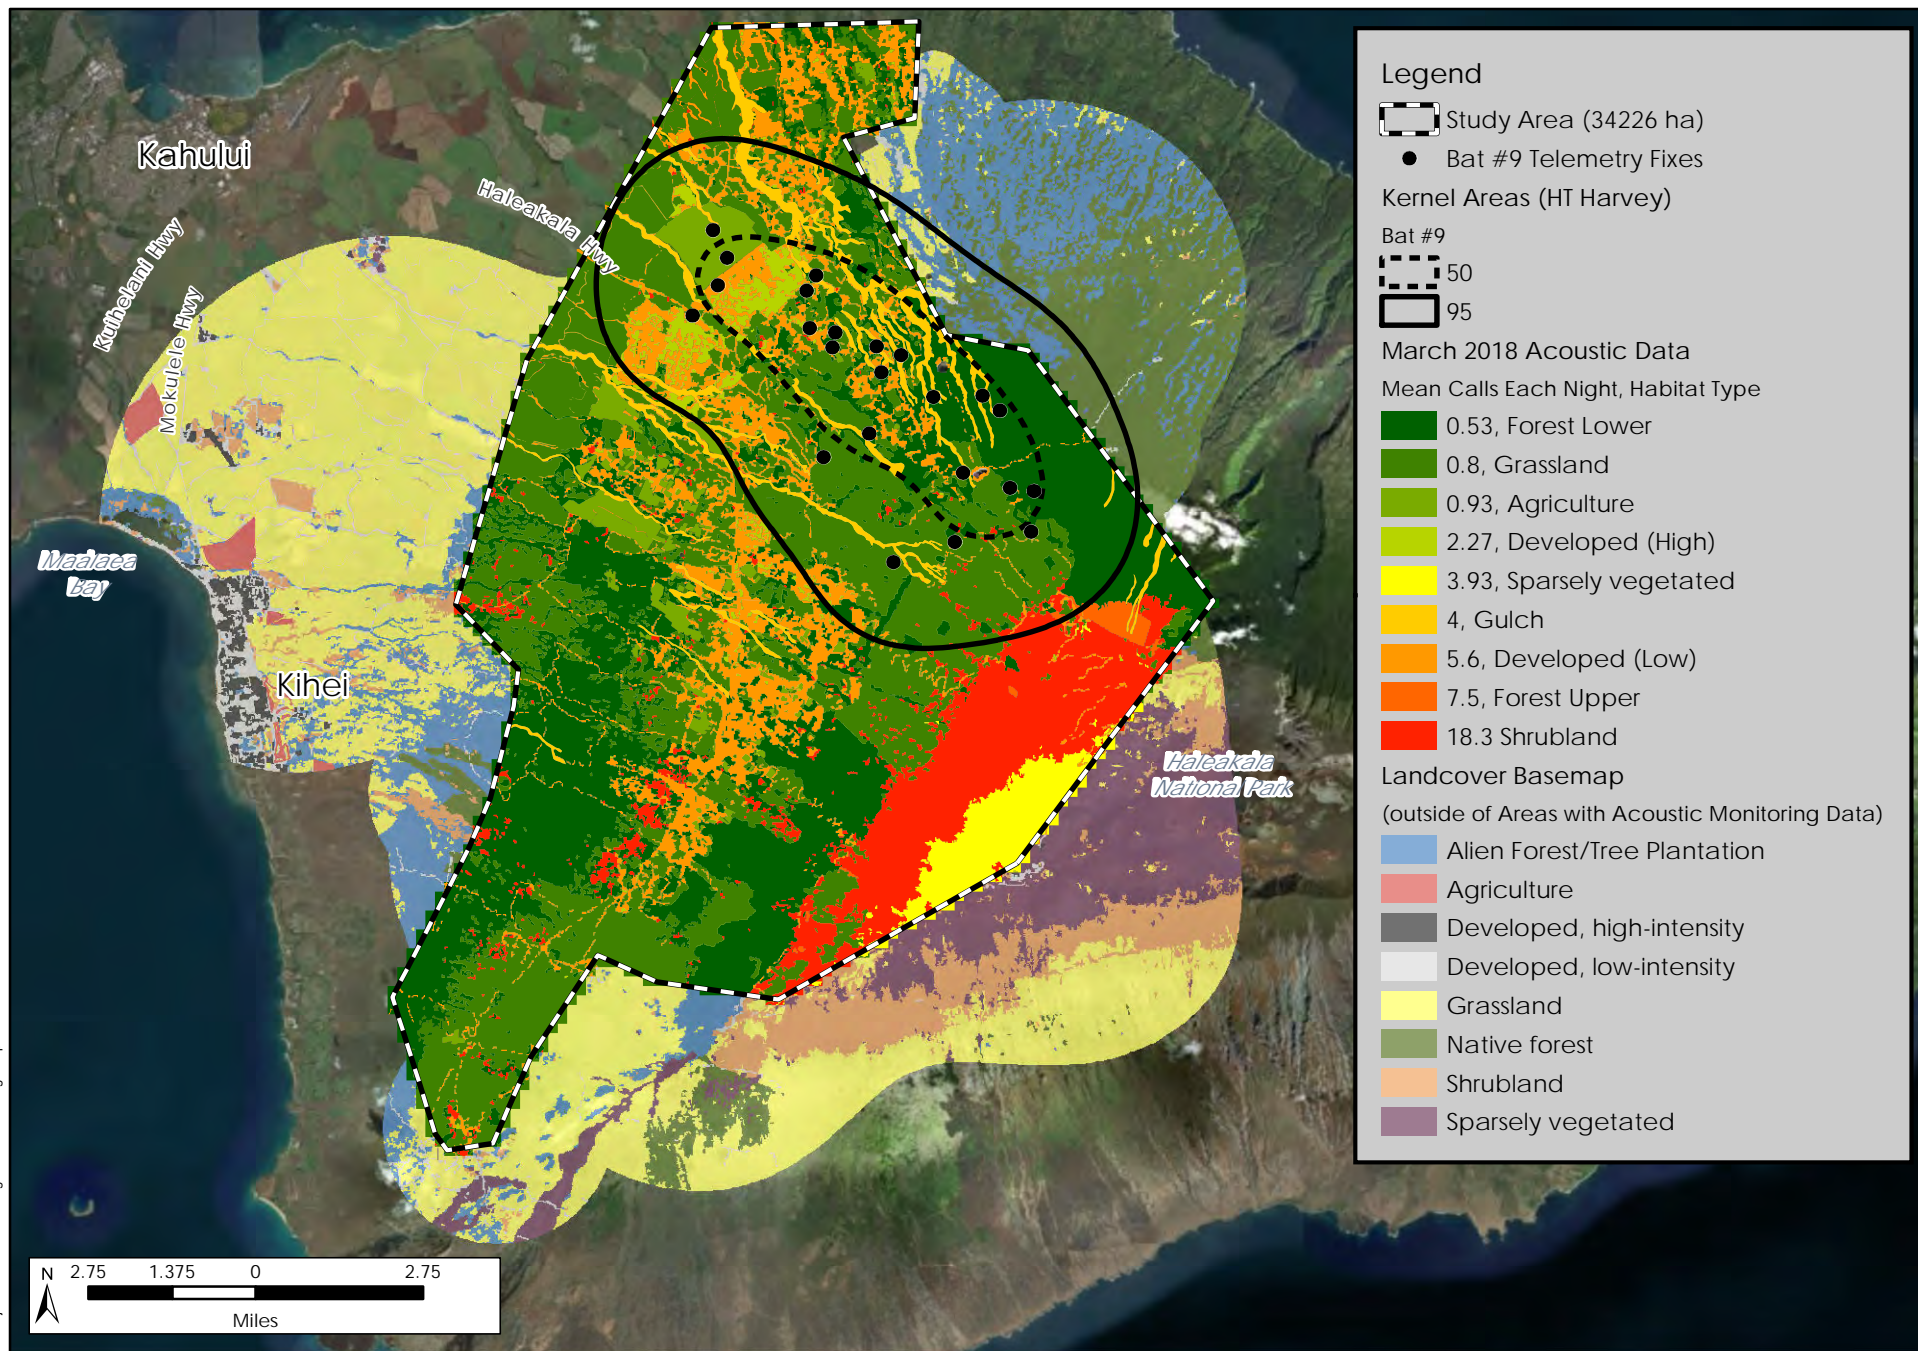 Kahului
Haleakala Hwy
Kuihelani Hwy
Mokulele Hwy
Maalaea
Bay
Kihei
Haleakala
National Park
N
2.75
1.375
0
2.75
Miles
Legend
Study Area (34226 ha)
Bat #9 Telemetry Fixes
Kernel Areas (HT Harvey)
Bat #9
50
95
March 2018 Acoustic Data
Mean Calls Each Night, Habitat Type
0.53, Forest Lower
0.8, Grassland
0.93, Agriculture
2.27, Developed (High)
3.93, Sparsely vegetated
4, Gulch
5.6, Developed (Low)
7.5, Forest Upper
18.3 Shrubland
Landcover Basemap
(outside of Areas with Acoustic Monitoring Data)
Alien Forest/Tree Plantation
Agriculture
Developed, high-intensity
Developed, low-intensity
Grassland
Native forest
Shrubland
Sparsely vegetated